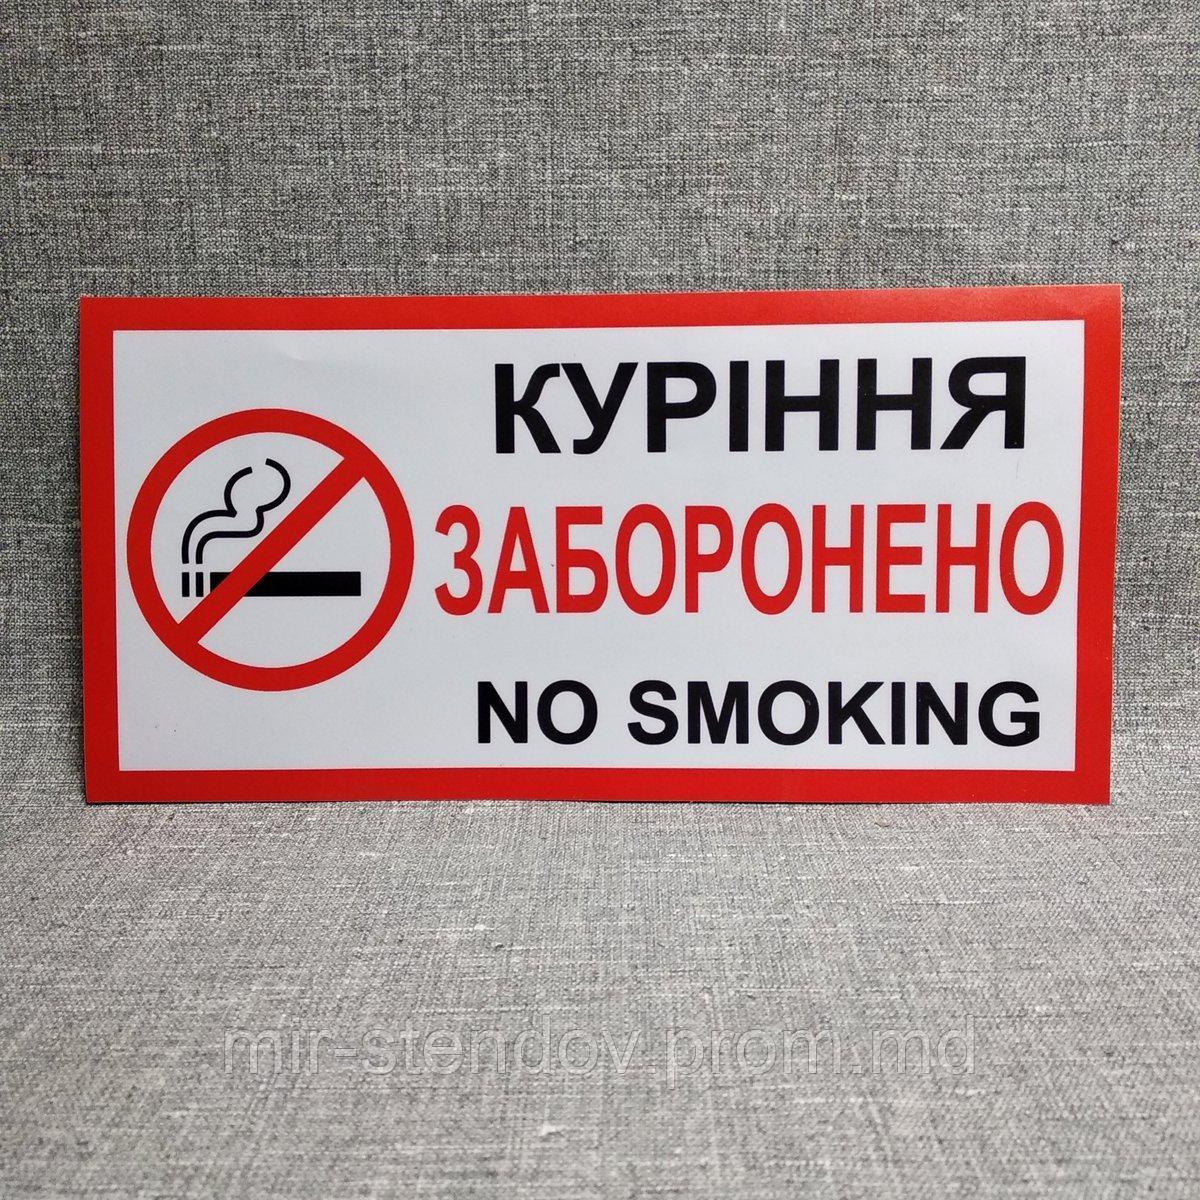 КУРІННЯ
ЗАБОРОНЕНО
NO SMOKING
mir-stendov.prom.md